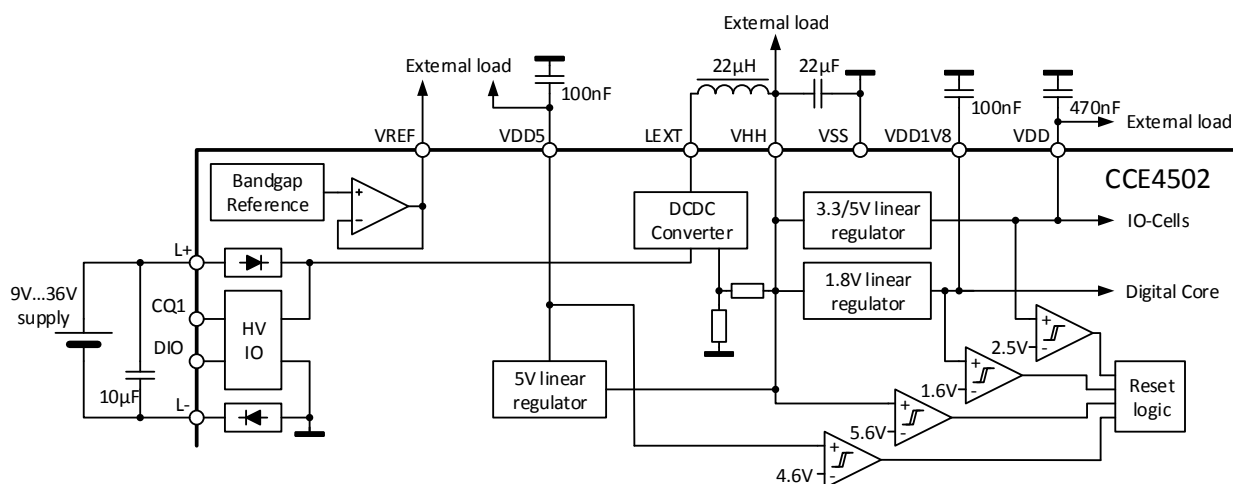 External load
External load
22µH
22µF
100nF
100nF
470nF
External load
VREF
VDD5
LEXT
VHH
VSS
VDD1V8
VDD
CCE4502
Bandgap
Reference
+
-
DCDC
Converter
3.3/5V linear
regulator
IO-Cells
L+
9V...36V
supply
CQ1
HV
IO
DIO
1.8V linear
regulator
Digital Core
+
2.5V
-
10µF
L-
5V linear
regulator
+
1.6V
-
Reset
logic
+
5.6V
-
+
4.6V
-